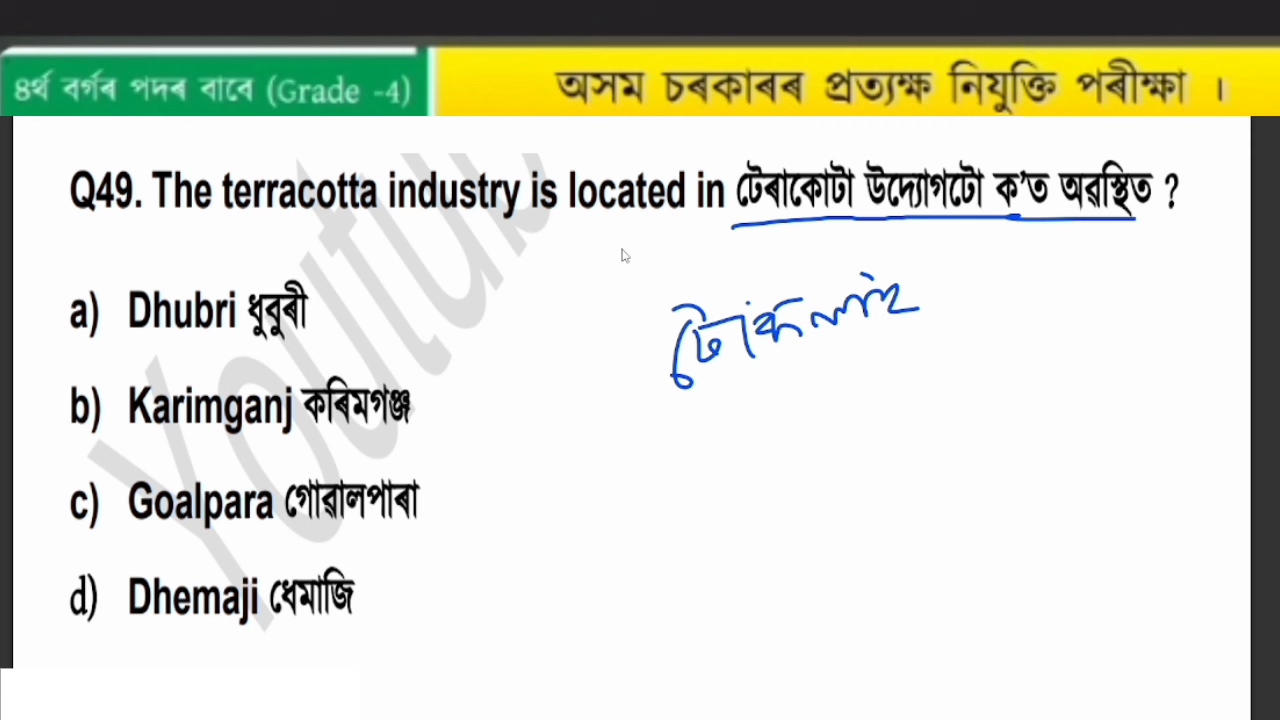 ৪ৰ্থ বৰ্গৰ পদৰ বাবে (Grade -4)
অসম চৰকাৰৰ প্ৰত্যক্ষ নিযুক্তি পৰীক্ষা ।
Q49. The terracotta industry is located in টেৰাকোটা উদ্যোগটো ক'ত অৱস্থিত ?
a) Dhubri ধুবুৰী
b) Karimganj কৰিমগঞ্জ
c) Goalpara গোৱালপাৰা
d) Dhemaji ধেমাজি